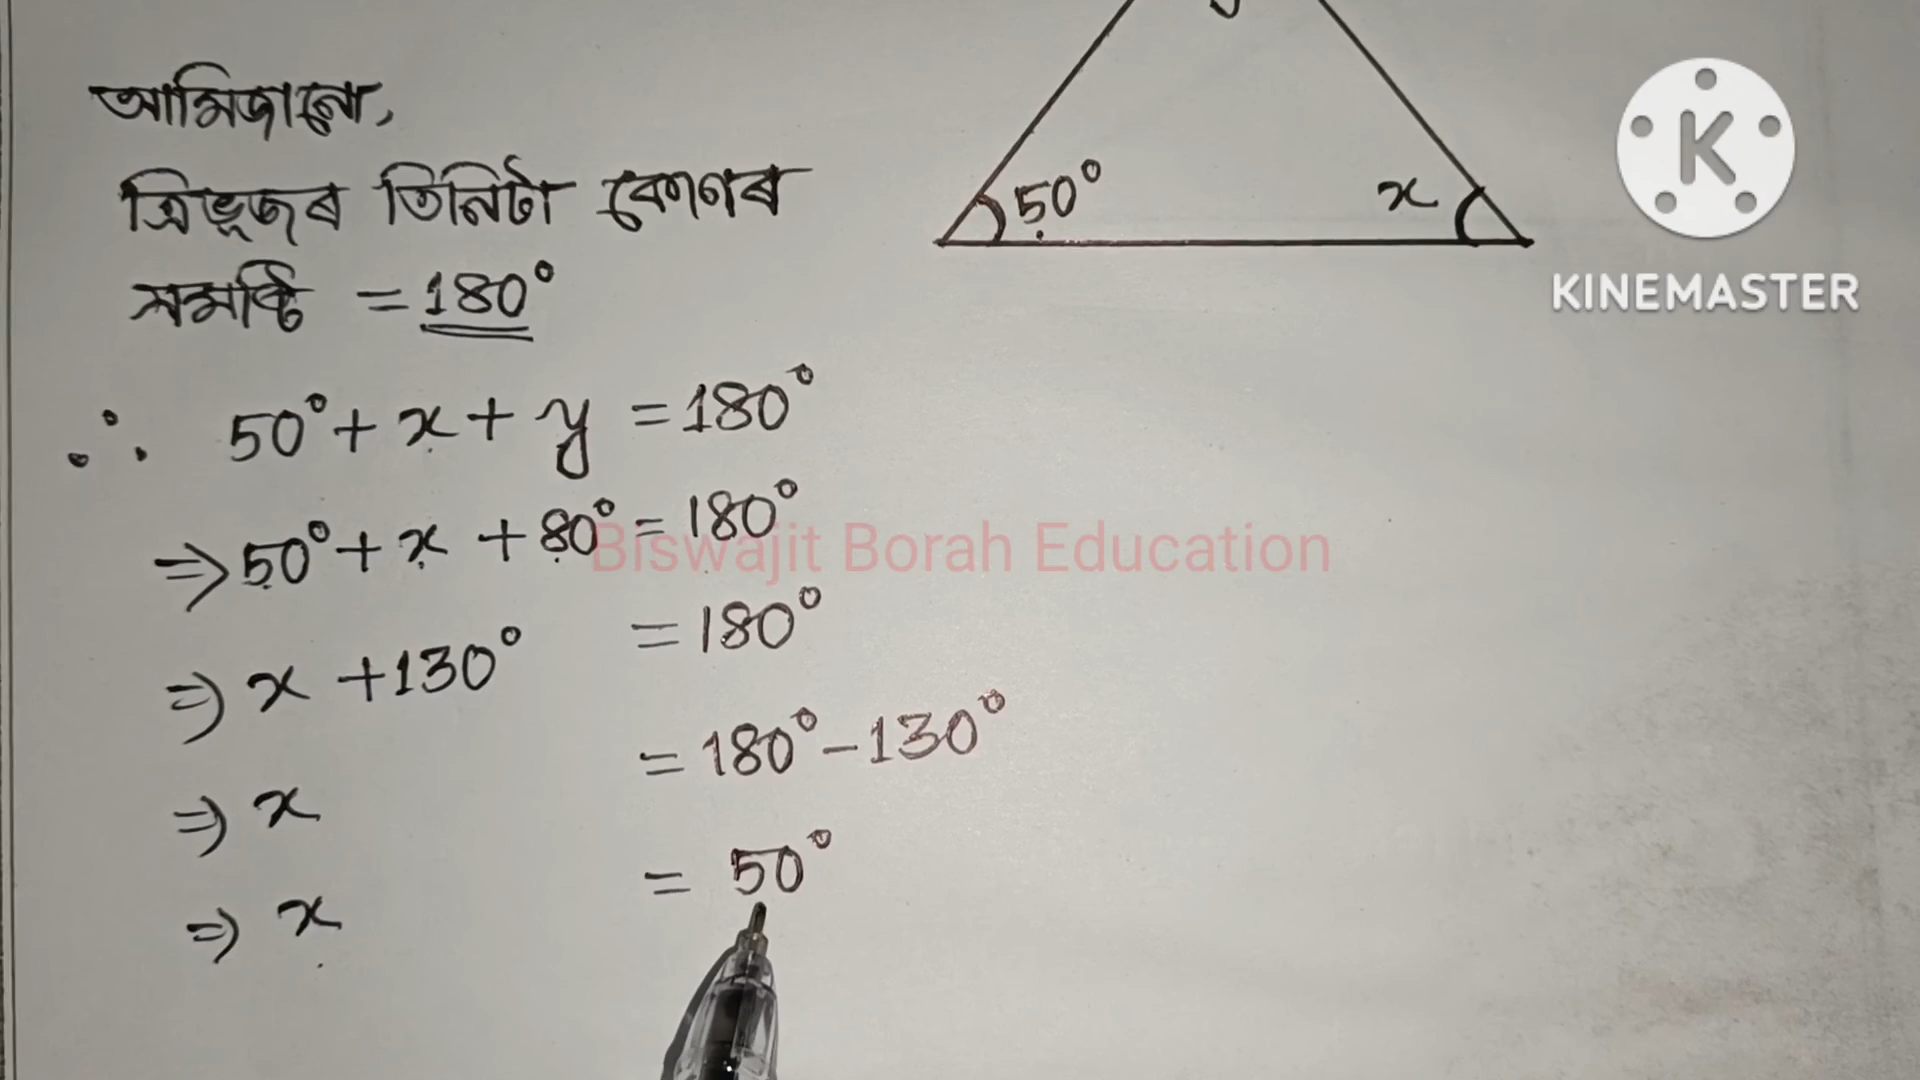 আমিজানো,
ত্ৰিভূজৰ তিনিটা কোণৰ
সমষ্টি = 180°
∴ 50° + x + y = 180°
⇒ 50° + x + 80° = 180°
⇒ x + 130° = 180°
⇒ x = 180° - 130°
⇒ x = 50°
50° x
K
KINEMASTER
Biswajit Borah Education